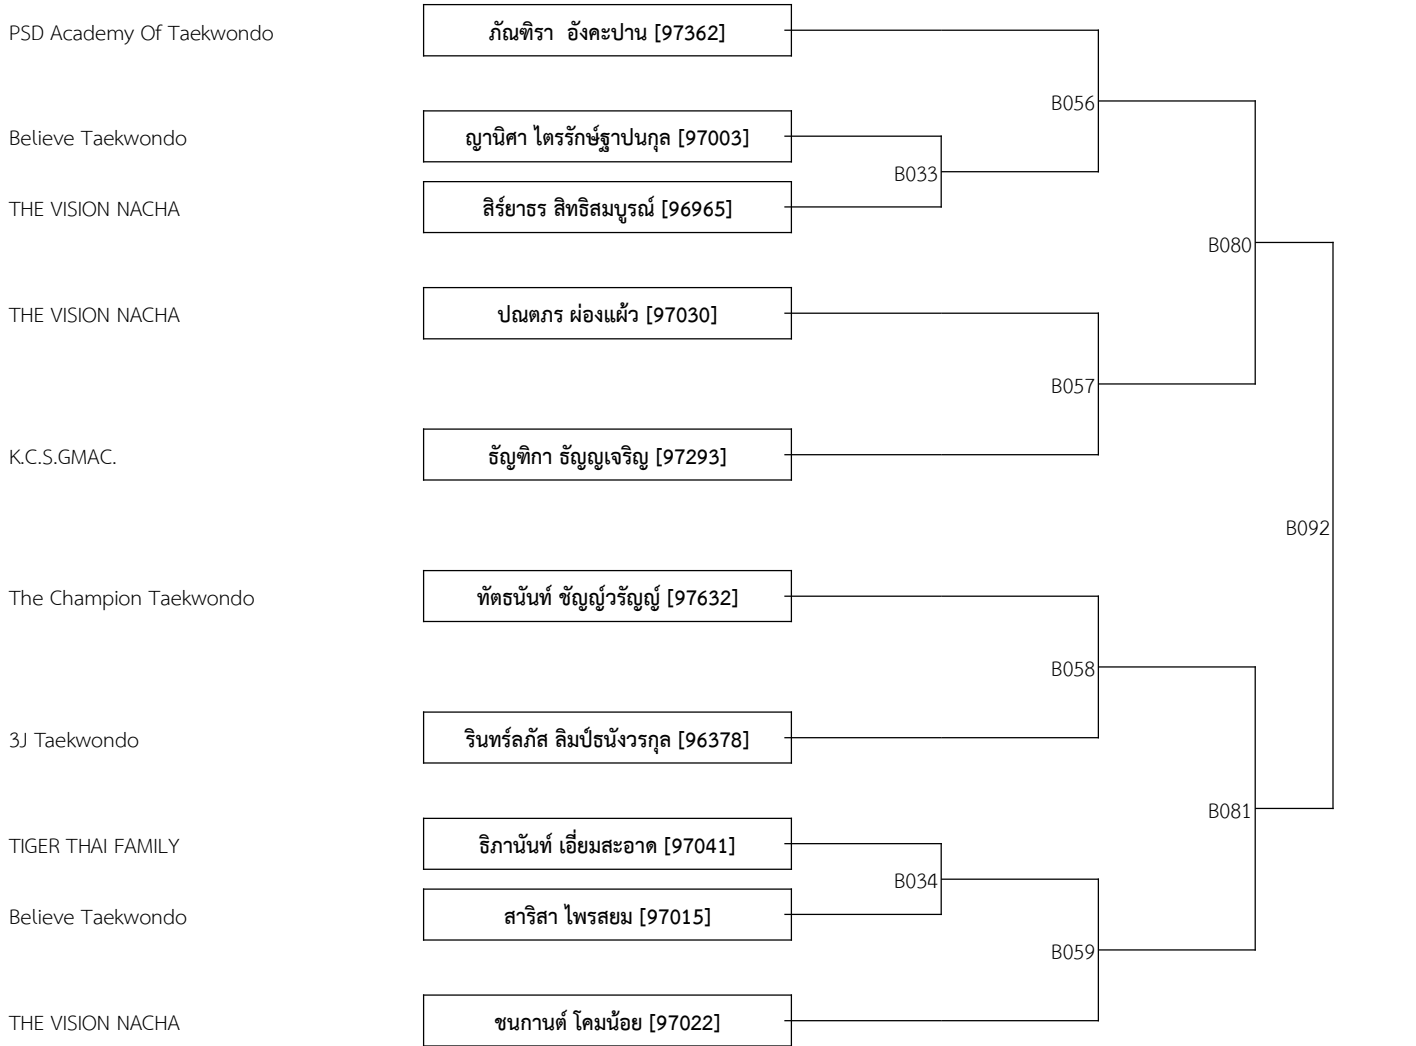 PSD Academy Of Taekwondo
ภัณฑิรา  อังคะปาน [97362]
B056
Believe Taekwondo
ญานิศา ไตรรักษ์ฐาปนกุล [97003]
B033
THE VISION NACHA
สิร์ยาธร สิทธิสมบูรณ์ [96965]
B080
THE VISION NACHA
ปณตภร ผ่องแผ้ว [97030]
B057
K.C.S.GMAC.
ธัญฑิกา ธัญญเจริญ [97293]
B092
The Champion Taekwondo
ทัตธนันท์ ชัญญ์วรัญญ์ [97632]
B058
3J Taekwondo
รินทร์ลภัส ลิมป์ธนังวรกุล [96378]
B081
TIGER THAI FAMILY
ธิภานันท์ เอี่ยมสะอาด [97041]
B034
Believe Taekwondo
สาริสา ไพรสยม [97015]
B059
THE VISION NACHA
ชนกานต์ โคมน้อย [97022]